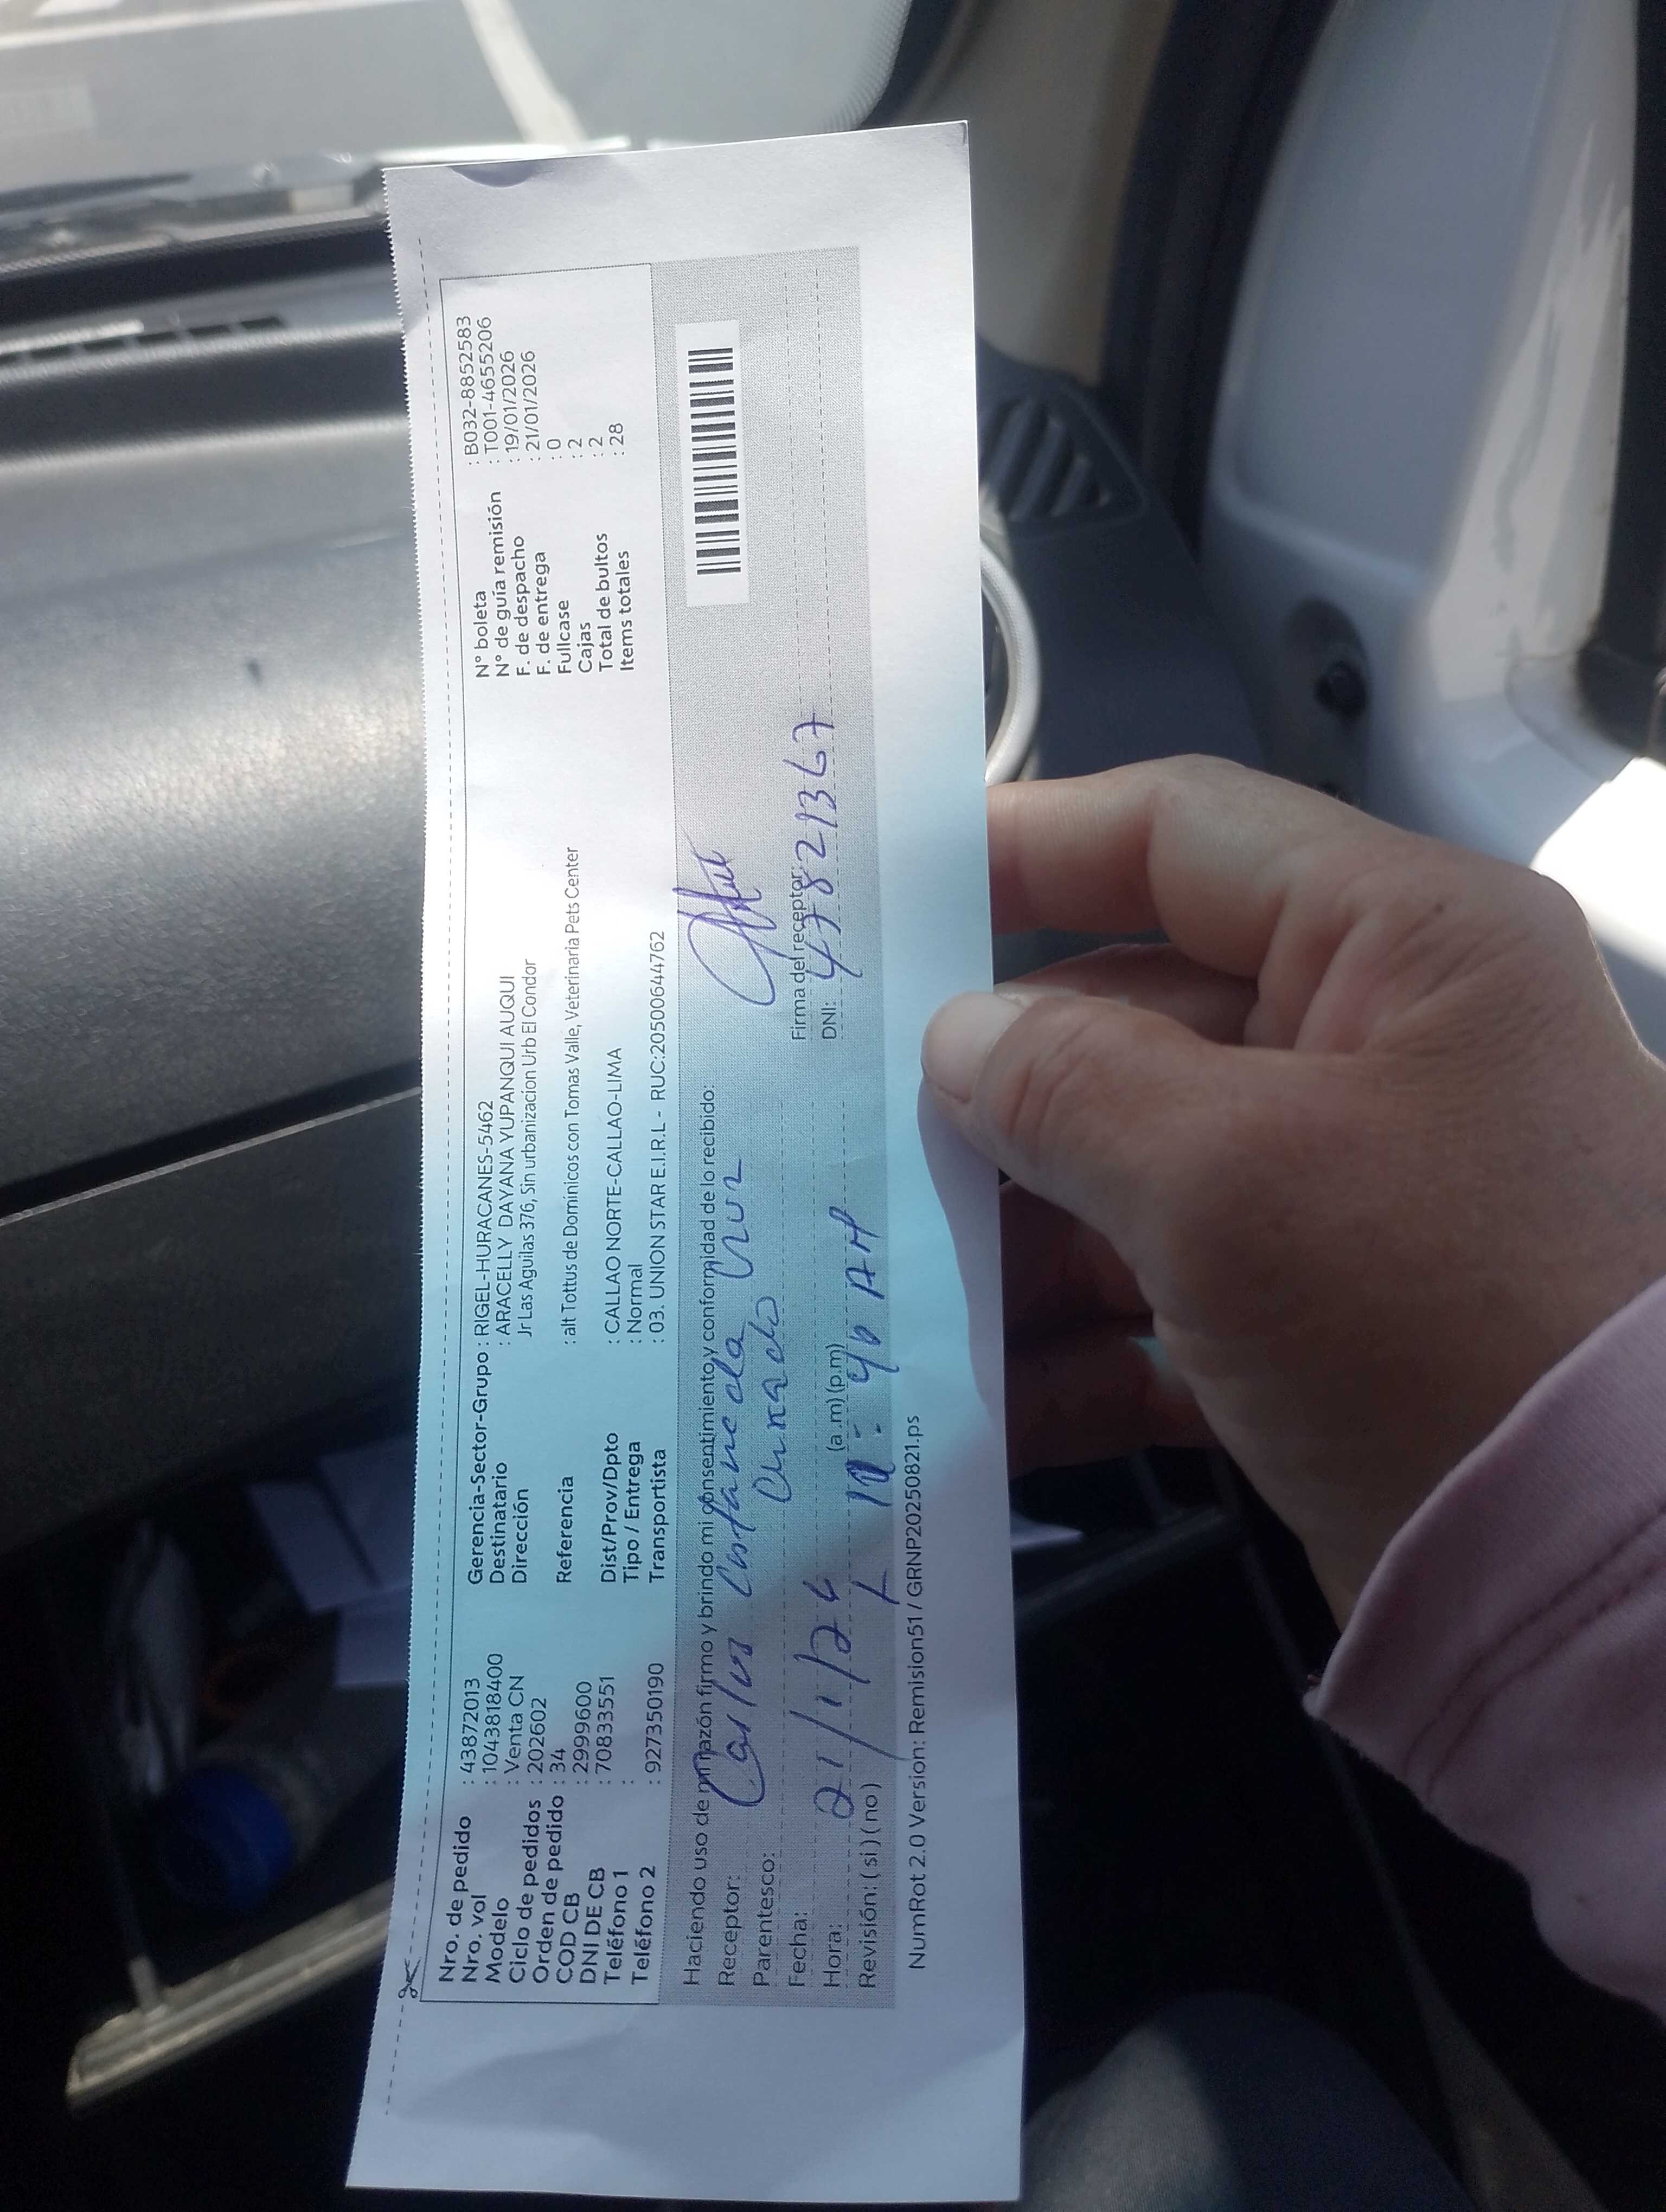 Nro. de pedido : 43872013
Nro. vol : 1043818400
Modelo : Venta CN
Ciclo de pedidos : 202602
Orden de pedido : 34
COD CB : 2999600
DNI DE CB : 70833551
Teléfono 1 :
Teléfono 2 : 927350190
Gerencia-Sector-Grupo : RIGEL-HURACANES-5462
Destinatario : ARACELLY DAYANA YUPANQUI AUQUI
Dirección Jr Las Aguilas 376, Sin urbanizacion Urb El Condor
Referencia : alt Tottus de Dominicos con Tomas Valle, Veterinaria Pets Center
Dist/Prov/Dpto : CALLAO NORTE-CALLAO-LIMA
Tipo / Entrega : Normal
Transportista : 03. UNION STAR E.I.R.L - RUC:20500644762
N° boleta : B032-8852583
N° de guía remisión : T001-4655206
F. de despacho : 19/01/2026
F. de entrega : 21/01/2026
Fullcase : 0
Cajas : 2
Total de bultos : 2
Items totales : 28
Haciendo uso de mi razón firmo y brindo mi consentimiento y conformidad de lo recibido:
Receptor: Carlos Cruz
Parentesco:
Fecha: 21/1/26
Hora: (a .m) (p.m) 10:46 AM
Revisión: ( si ) ( no )
Firma del receptor:
DNI: 47821367
NumRot 2.0 Version: Remision51 / GRNP20250821.ps